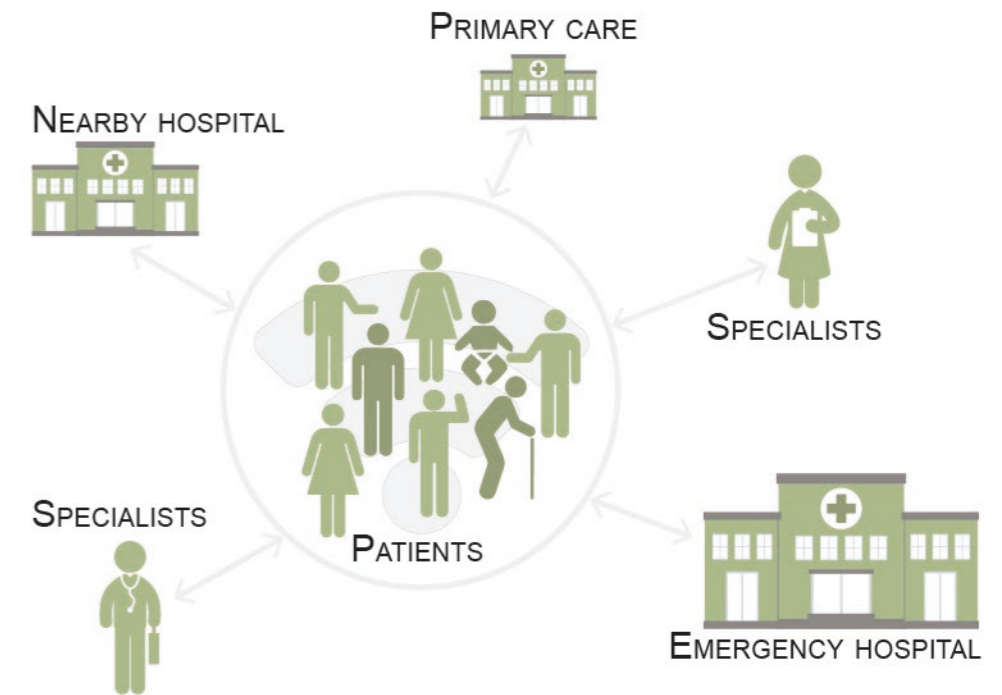 PRIMARY CARE
NEARBY HOSPITAL
SPECIALISTS
SPECIALISTS
PATIENTS
EMERGENCY HOSPITAL